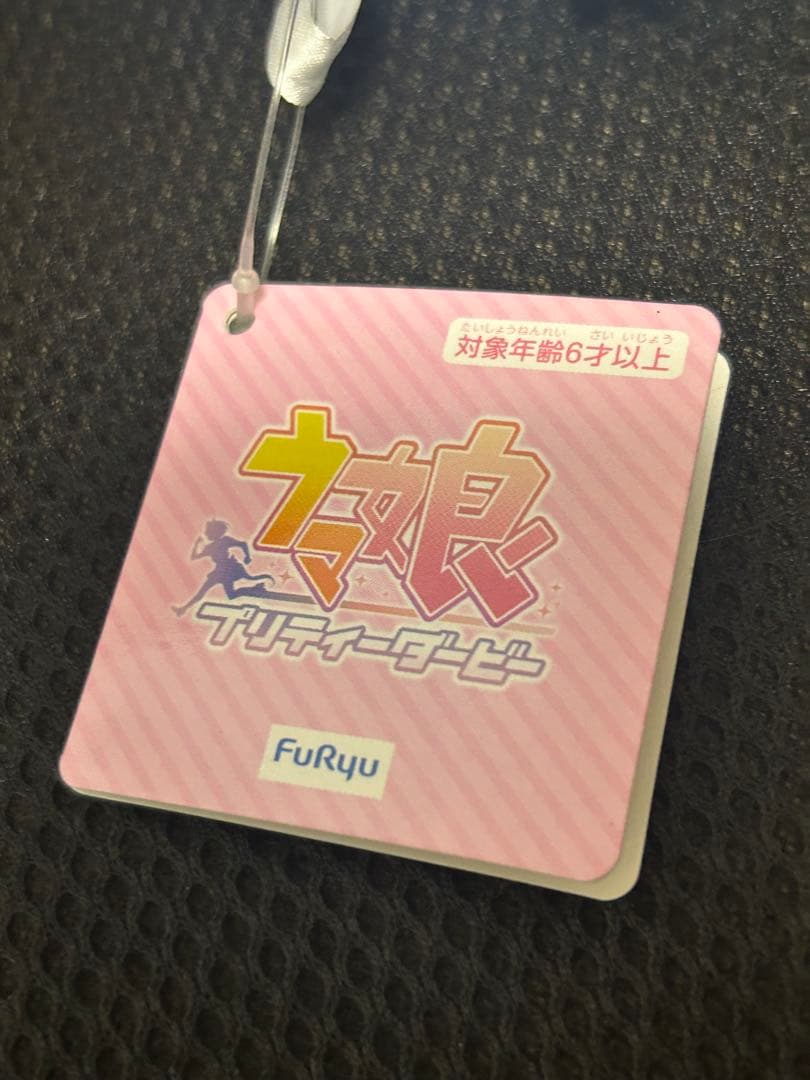 たいしょうねんれい さい いじょう
対象年齢6才以上
ウマ娘
プリティーダービー
FuRyu